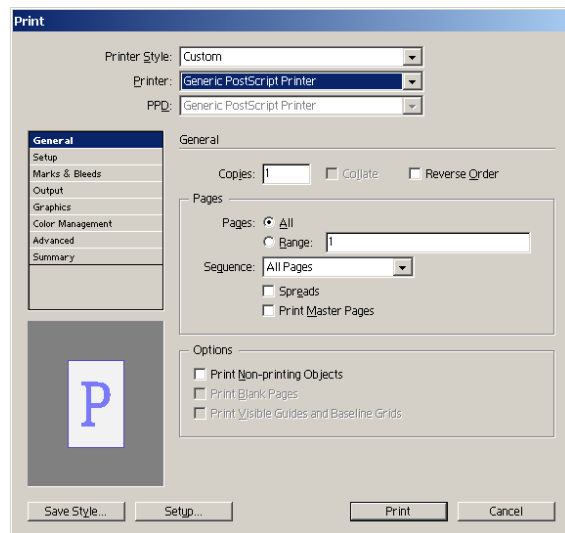 Print
Printer Style: Custom
Printer: Generic PostScript Printer
PPD: Generic PostScript Printer
General
Setup
Marks & Bleeds
Output
Graphics
Color Management
Advanced
Summary
General
Copies: 1 Collate Reverse Order
Pages
Pages: All
Range: 1
Sequence: All Pages
Spreads
Print Master Pages
Options
Print Non-printing Objects
Print Blank Pages
Print Visible Guides and Baseline Grids
P
Save Style... Setup... Print Cancel